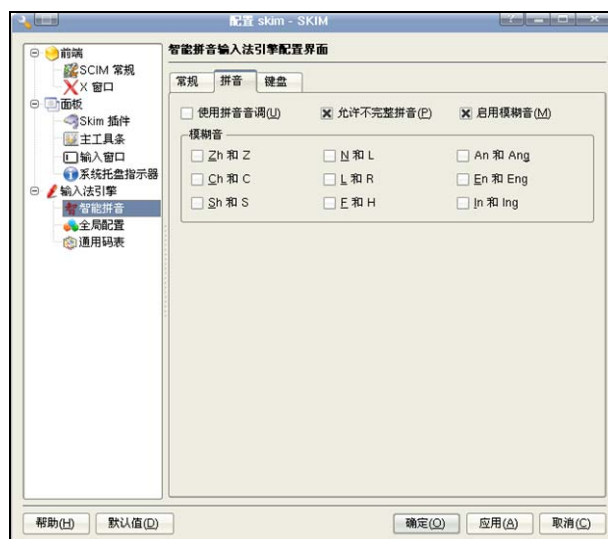 配置 skim - SKIM
前端
SCIM 常规
X 窗口
面板
Skim 插件
主工具条
输入窗口
系统托盘指示器
输入法引擎
智能拼音
全局配置
通用码表
智能拼音输入法引擎配置界面
常规 拼音 键盘
使用拼音音调(U) 允许不完整拼音(P) 启用模糊音(M)
模糊音
Zh 和 Z N 和 L An 和 Ang
Ch 和 C L 和 R En 和 Eng
Sh 和 S F 和 H In 和 Ing
帮助(H) 默认值(D) 确定(O) 应用(A) 取消(C)